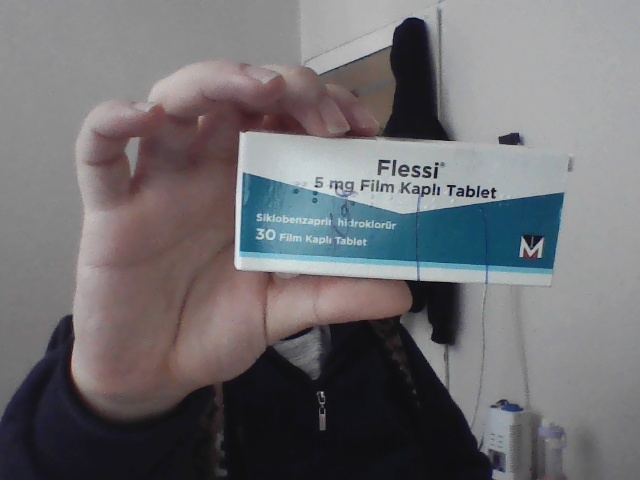 Flessi®
5 mg Film Kaplı Tablet
Siklobenzaprin hidroklorür
30 Film Kaplı Tablet
M